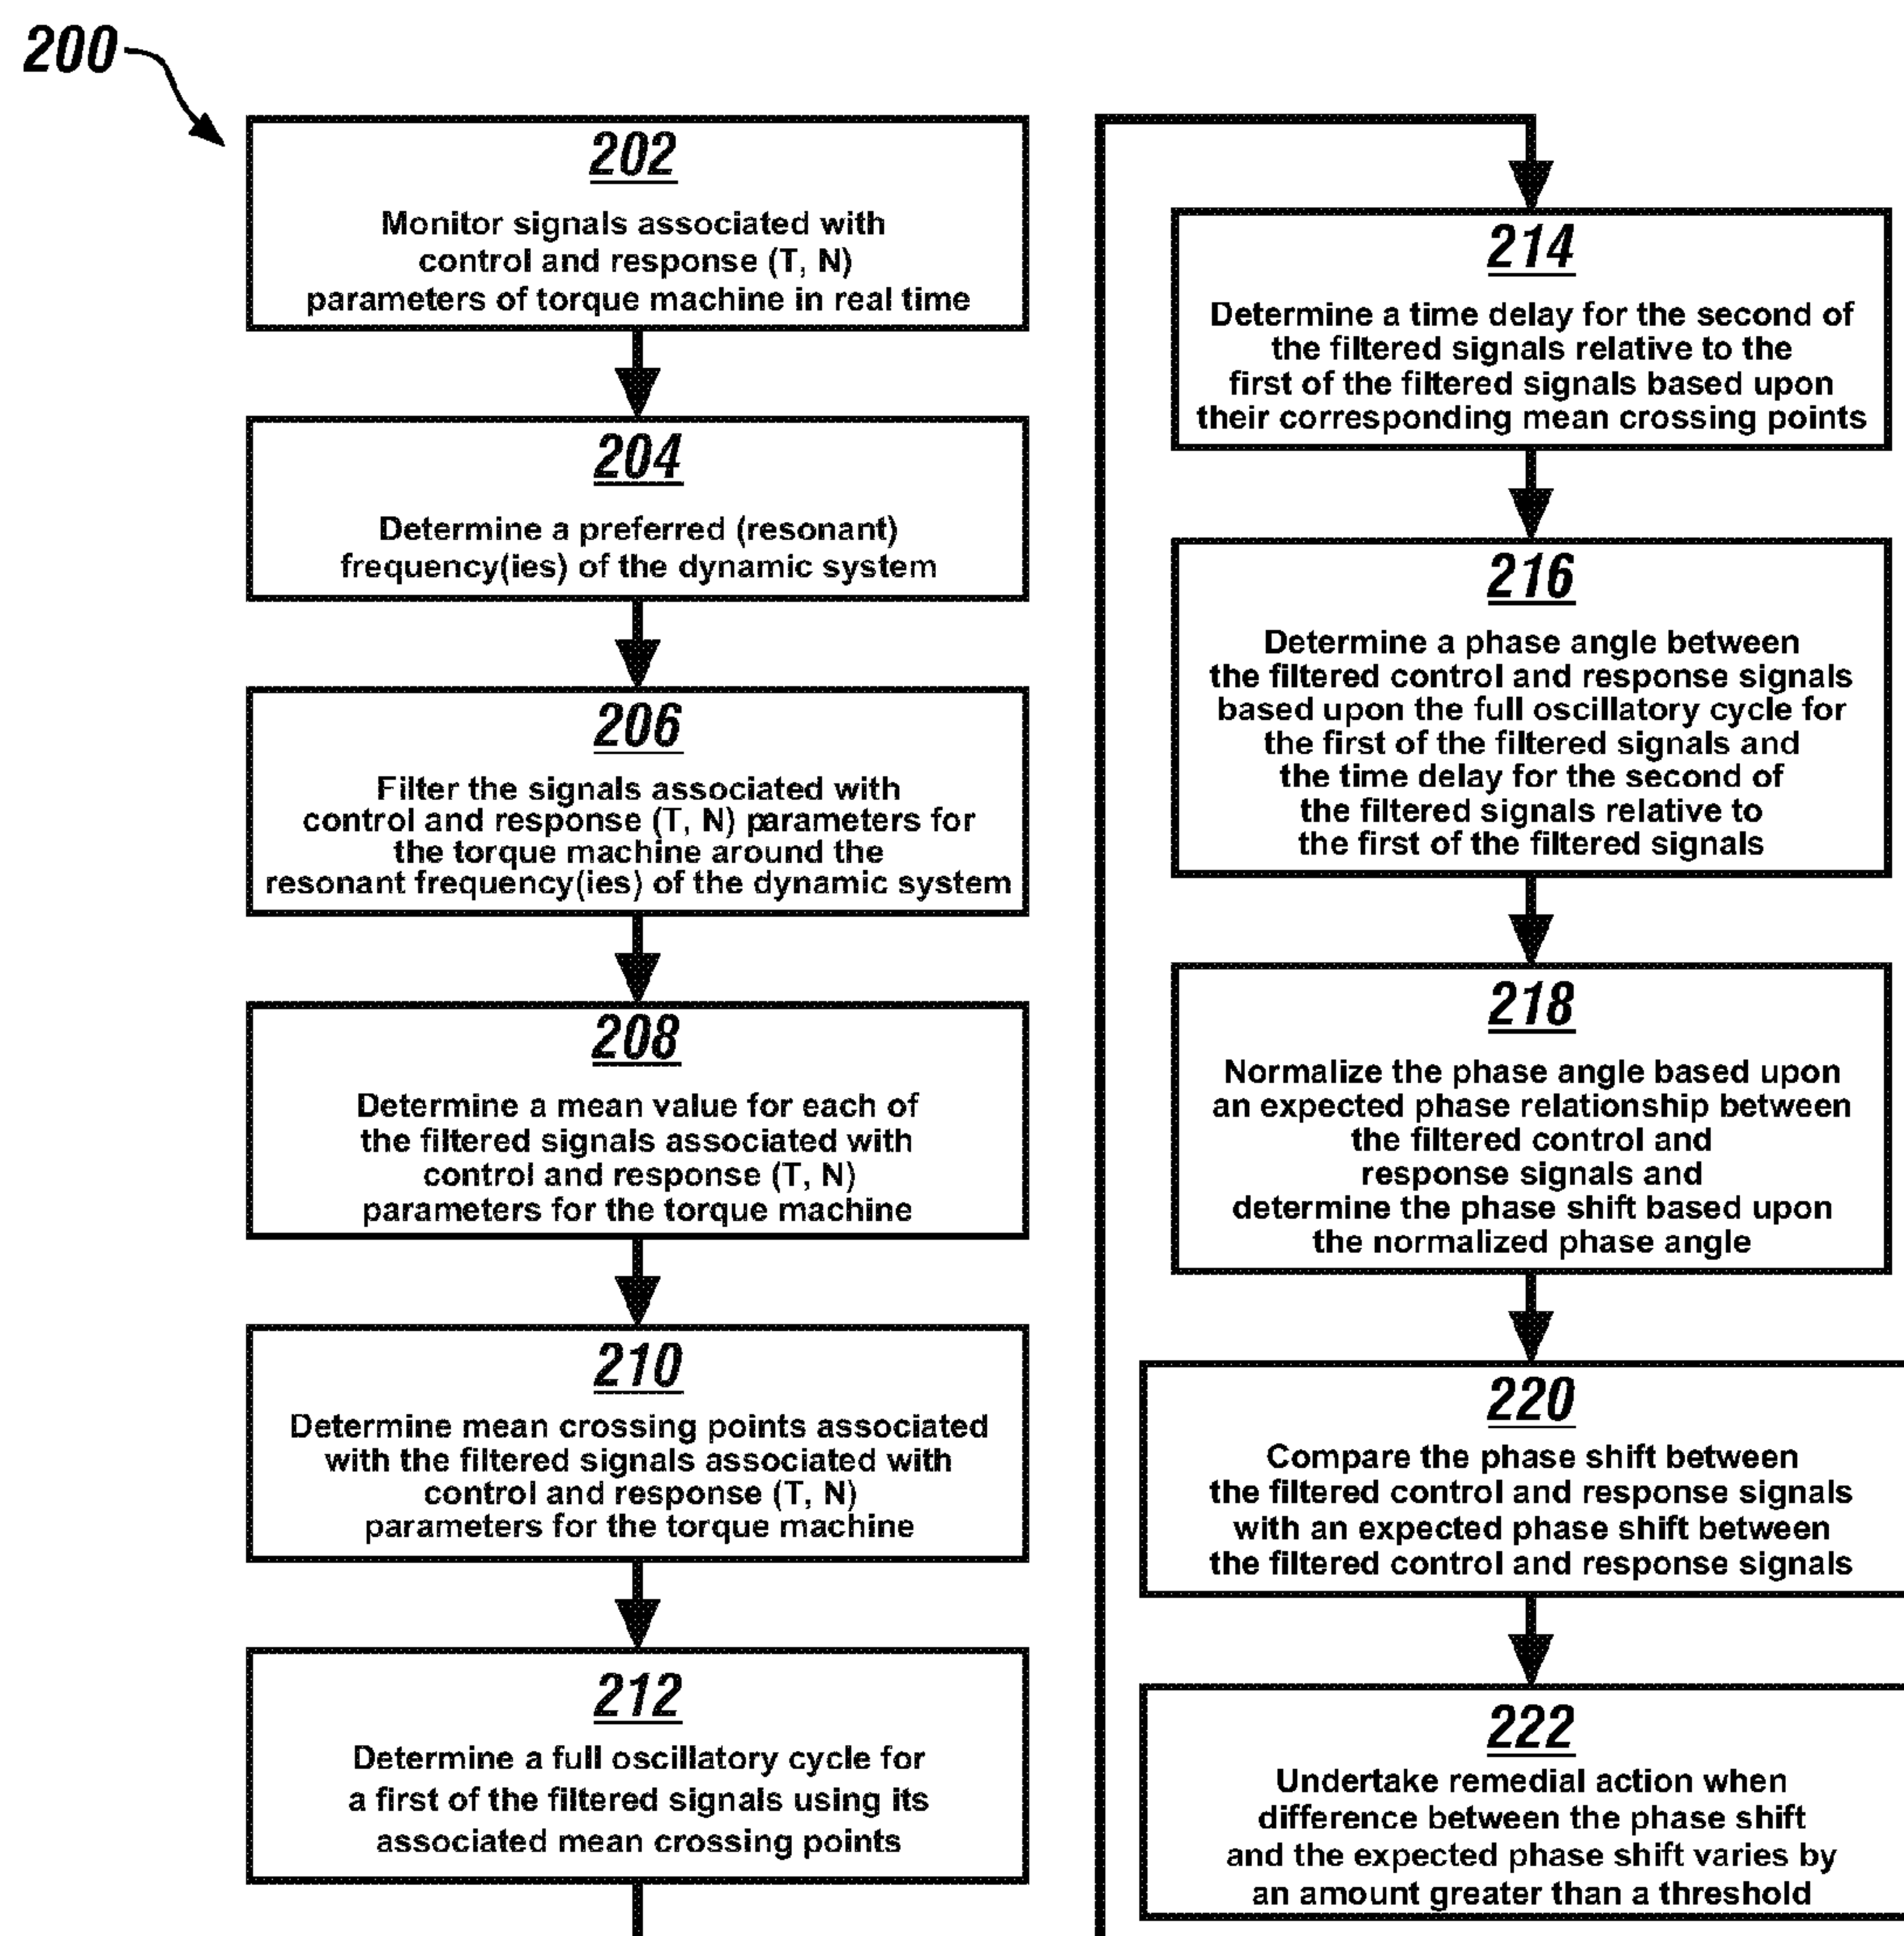 200
202
Monitor signals associated with
control and response (T, N)
parameters of torque machine in real time
204
Determine a preferred (resonant)
frequency(ies) of the dynamic system
206
Filter the signals associated with
control and response (T, N) parameters for
the torque machine around the
resonant frequency(ies) of the dynamic system
208
Determine a mean value for each of
the filtered signals associated with
control and response (T, N)
parameters for the torque machine
210
Determine mean crossing points associated
with the filtered signals associated with
control and response (T, N)
parameters for the torque machine
212
Determine a full oscillatory cycle for
a first of the filtered signals using its
associated mean crossing points
214
Determine a time delay for the second of
the filtered signals relative to the
first of the filtered signals based upon
their corresponding mean crossing points
216
Determine a phase angle between
the filtered control and response signals
based upon the full oscillatory cycle for
the first of the filtered signals and
the time delay for the second of
the filtered signals relative to
the first of the filtered signals
218
Normalize the phase angle based upon
an expected phase relationship between
the filtered control and
response signals and
determine the phase shift based upon
the normalized phase angle
220
Compare the phase shift between
the filtered control and response signals
with an expected phase shift between
the filtered control and response signals
222
Undertake remedial action when
difference between the phase shift
and the expected phase shift varies by
an amount greater than a threshold